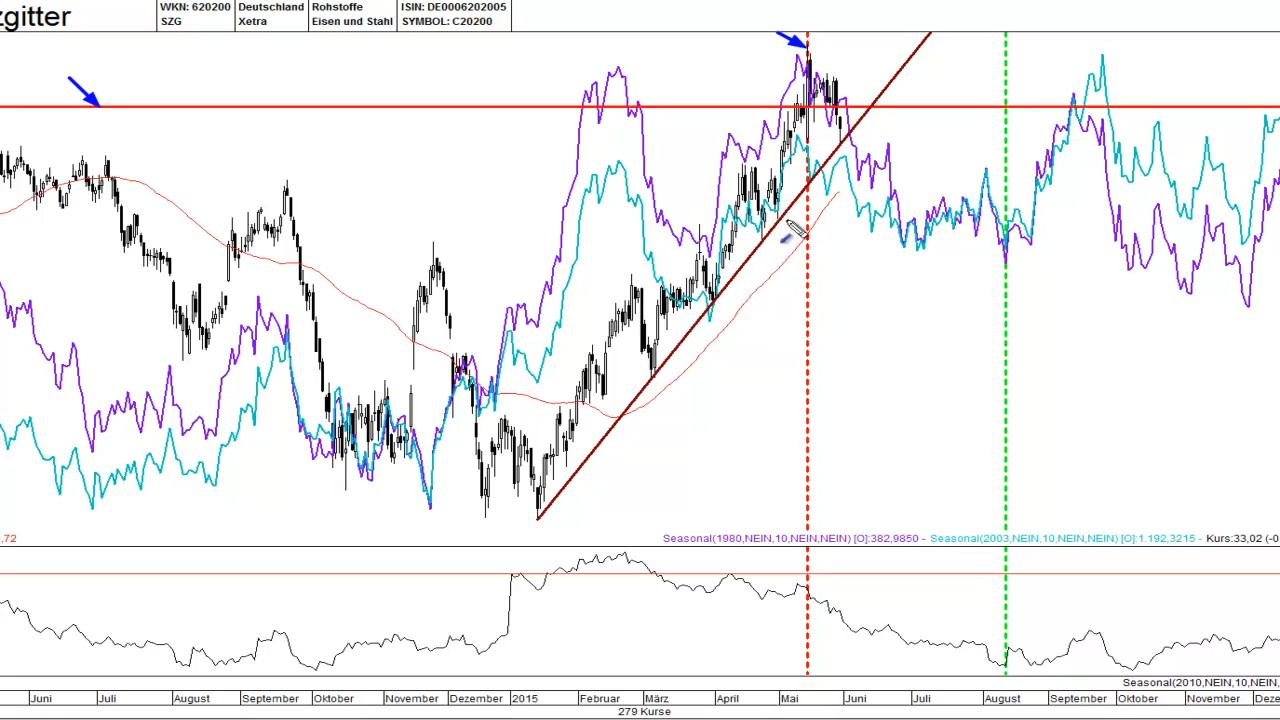 zgitter
WKN: 620200 Deutschland Rohstoffe ISIN: DE0006202005
SZG Xetra Eisen und Stahl SYMBOL: C20200
,72 Seasonal(1980,NEIN,10,NEIN,NEIN) [O]:382,9850 - Seasonal(2003,NEIN,10,NEIN,NEIN) [O]:1.192,3215 - Kurs:33,02 (-0
Seasonal(2010,NEIN,10,NEIN,
Juni Juli August September Oktober November Dezember 2015 Februar März April Mai Juni Juli August September Oktober November Deze
279 Kurse